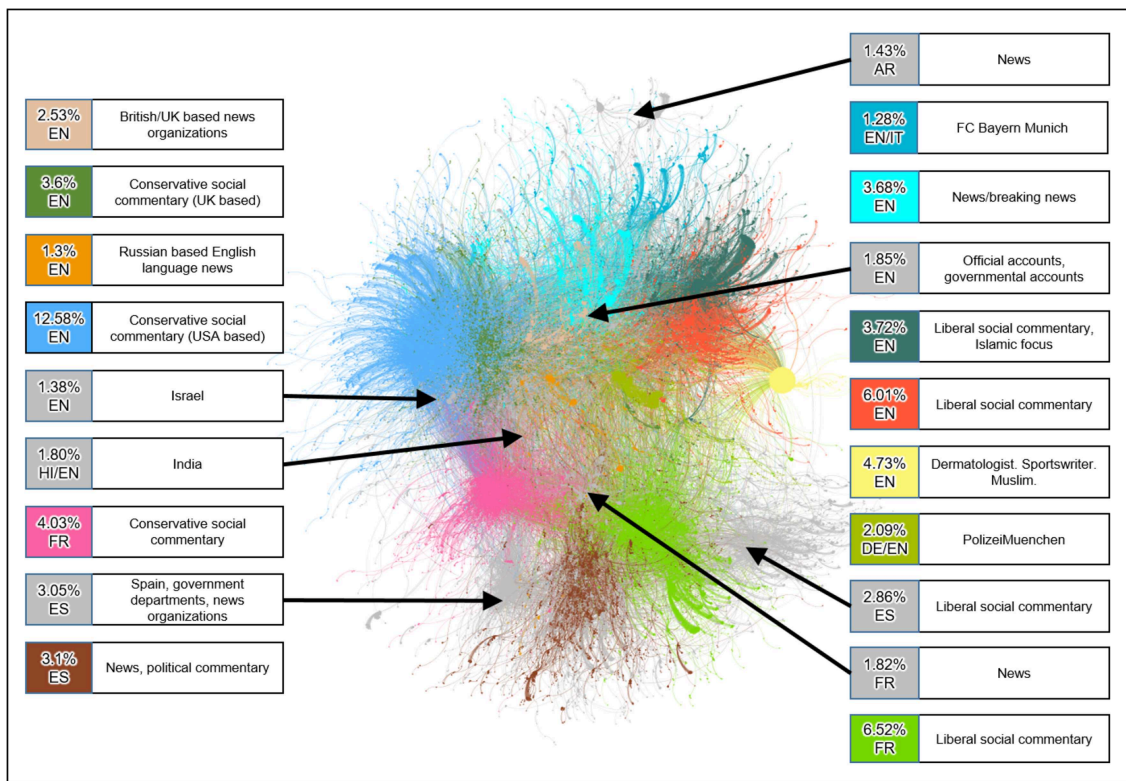 2.53%
EN
British/UK based news
organizations
3.6%
EN
Conservative social
commentary (UK based)
1.3%
EN
Russian based English
language news
12.58%
EN
Conservative social
commentary (USA based)
1.38%
EN
Israel
1.80%
HI/EN
India
4.03%
FR
Conservative social
commentary
3.05%
ES
Spain, government
departments, news
organizations
3.1%
ES
News, political commentary
1.43%
AR
News
1.28%
EN/IT
FC Bayern Munich
3.68%
EN
News/breaking news
1.85%
EN
Official accounts,
governmental accounts
3.72%
EN
Liberal social commentary,
Islamic focus
6.01%
EN
Liberal social commentary
4.73%
EN
Dermatologist. Sportswriter.
Muslim.
2.09%
DE/EN
PolizeiMuenchen
2.86%
ES
Liberal social commentary
1.82%
FR
News
6.52%
FR
Liberal social commentary